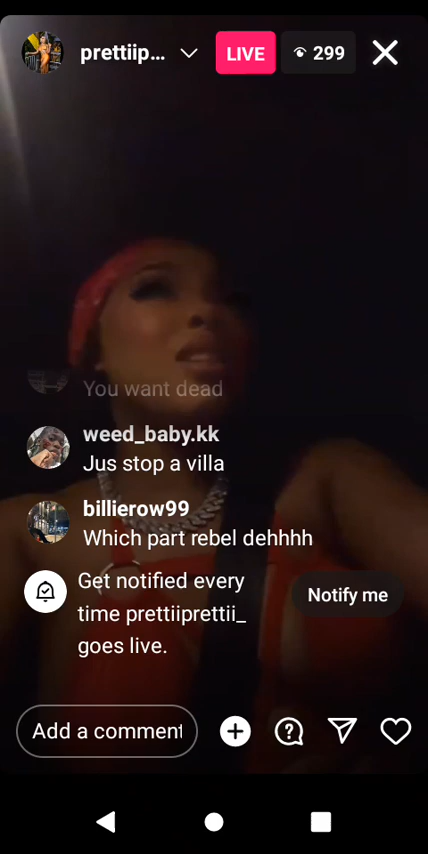 prettiip...
LIVE
299
You want dead
weed_baby.kk
Jus stop a villa
billierow99
Which part rebel dehhhh
Get notified every
time prettiiprettii_
goes live.
Notify me
Add a comment